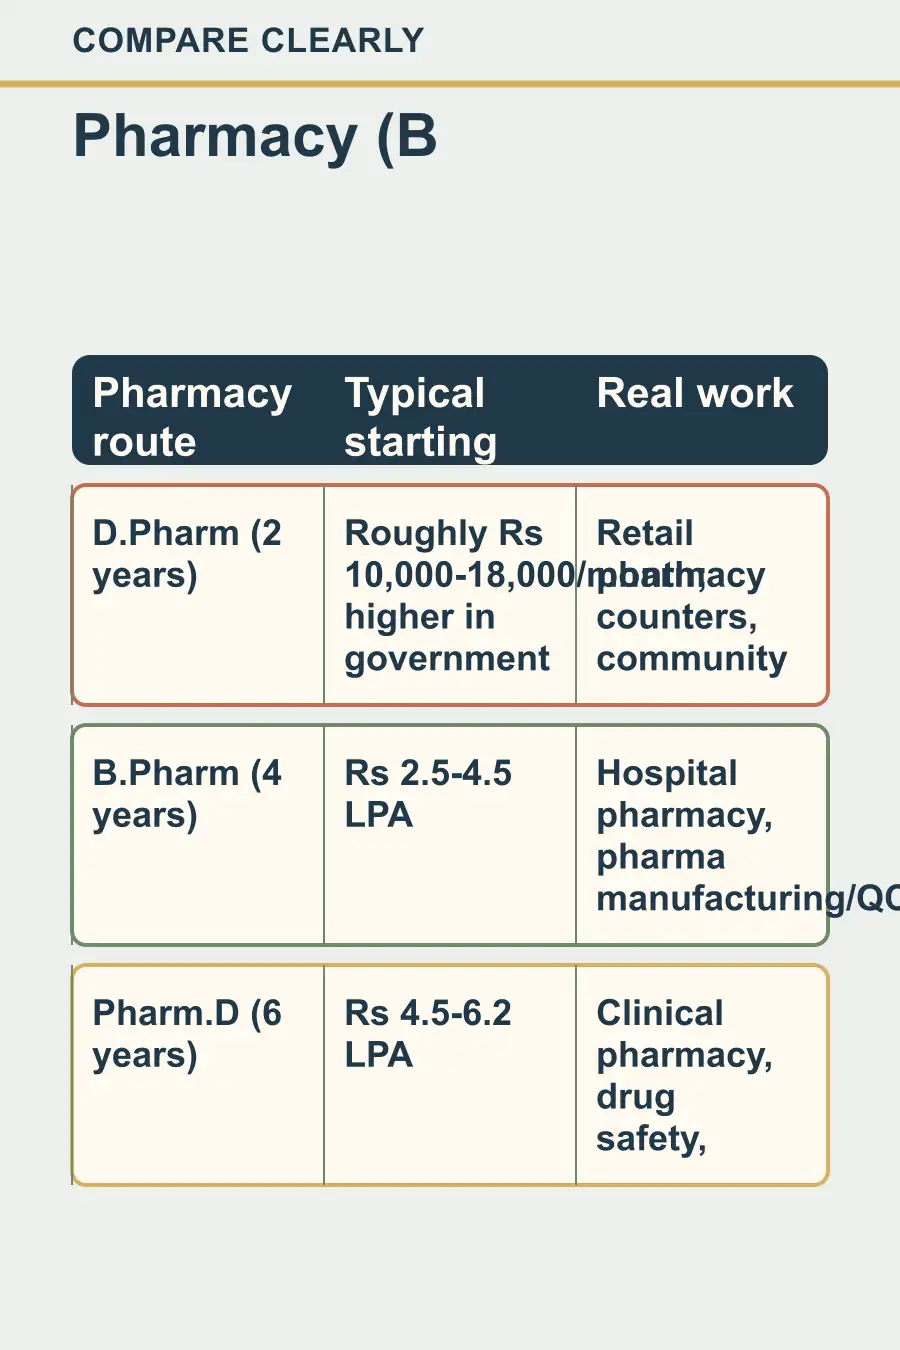 COMPARE CLEARLY
Pharmacy (B
Pharmacy
route
Typical
starting
Real work
D.Pharm (2
years)
Roughly Rs
10,000-18,000/month;
higher in
government
Retail
pharmacy
counters,
community
B.Pharm (4
years)
Rs 2.5-4.5
LPA
Hospital
pharmacy,
pharma
manufacturing/QC
Pharm.D (6
years)
Rs 4.5-6.2
LPA
Clinical
pharmacy,
drug
safety,